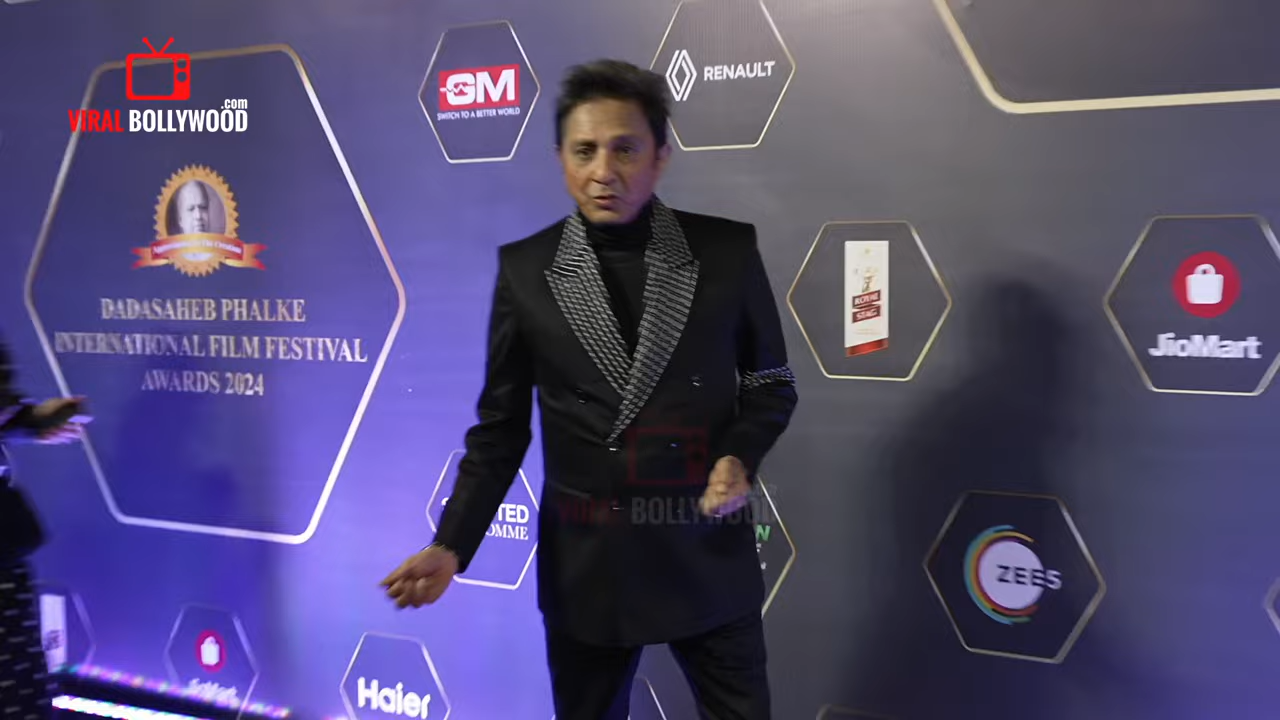 VIRAL BOLLYWOOD
.com
DADASAHEB PHALKE
INTERNATIONAL FILM FESTIVAL
AWARDS 2024
GM
SWITCH TO A BETTER WORLD
RENAULT
ROYAL
STAG
JioMart
TED
OMME
BOLLYWOOD
N
ZEE5
JioMart
Haier